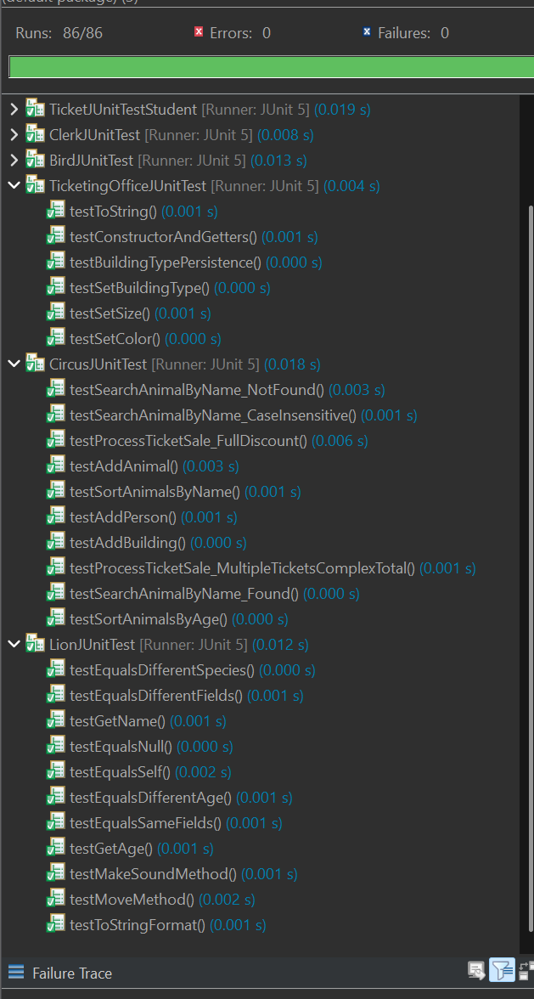 (default package) (3)
Runs: 86/86 Errors: 0 Failures: 0
TicketJUnitTestStudent [Runner: JUnit 5] (0.019 s)
ClerkJUnitTest [Runner: JUnit 5] (0.008 s)
BirdJUnitTest [Runner: JUnit 5] (0.013 s)
TicketingOfficeJUnitTest [Runner: JUnit 5] (0.004 s)
testToString() (0.001 s)
testConstructorAndGetters() (0.001 s)
testBuildingTypePersistence() (0.000 s)
testSetBuildingType() (0.000 s)
testSetSize() (0.001 s)
testSetColor() (0.000 s)
CircusJUnitTest [Runner: JUnit 5] (0.018 s)
testSearchAnimalByName_NotFound() (0.003 s)
testSearchAnimalByName_CaseInsensitive() (0.001 s)
testProcessTicketSale_FullDiscount() (0.006 s)
testAddAnimal() (0.003 s)
testSortAnimalsByName() (0.001 s)
testAddPerson() (0.001 s)
testAddBuilding() (0.000 s)
testProcessTicketSale_MultipleTicketsComplexTotal() (0.001 s)
testSearchAnimalByName_Found() (0.000 s)
testSortAnimalsByAge() (0.000 s)
LionJUnitTest [Runner: JUnit 5] (0.012 s)
testEqualsDifferentSpecies() (0.000 s)
testEqualsDifferentFields() (0.001 s)
testGetName() (0.001 s)
testEqualsNull() (0.000 s)
testEqualsSelf() (0.002 s)
testEqualsDifferentAge() (0.001 s)
testEqualsSameFields() (0.001 s)
testGetAge() (0.001 s)
testMakeSoundMethod() (0.001 s)
testMoveMethod() (0.002 s)
testToStringFormat() (0.001 s)
Failure Trace